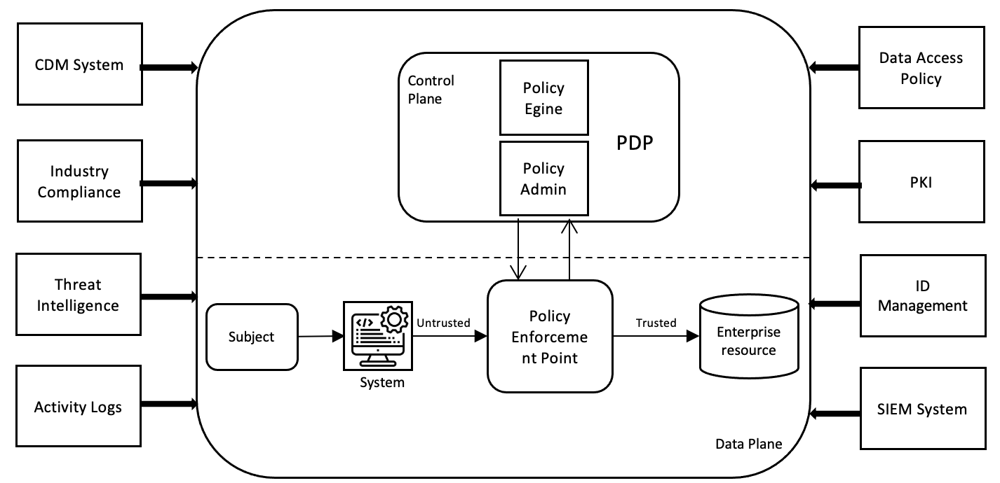 CDM System
Industry
Compliance
Threat
Intelligence
Activity Logs
Control
Plane
Policy
Egine
PDP
Policy
Admin
Subject
</>
System
Untrusted
Policy
Enforceme
nt Point
Trusted
Enterprise
resource
Data Plane
Data Access
Policy
PKI
ID
Management
SIEM System